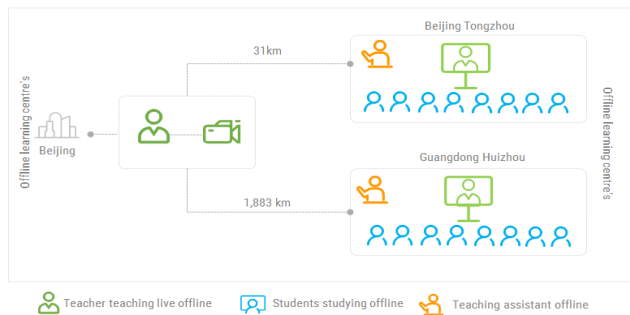 Beijing Tongzhou
31km
Offline learning centre's
Beijing
Offline learning centre's
Guangdong Huizhou
1,883 km
Teacher teaching live offline
Students studying offline
Teaching assistant offline